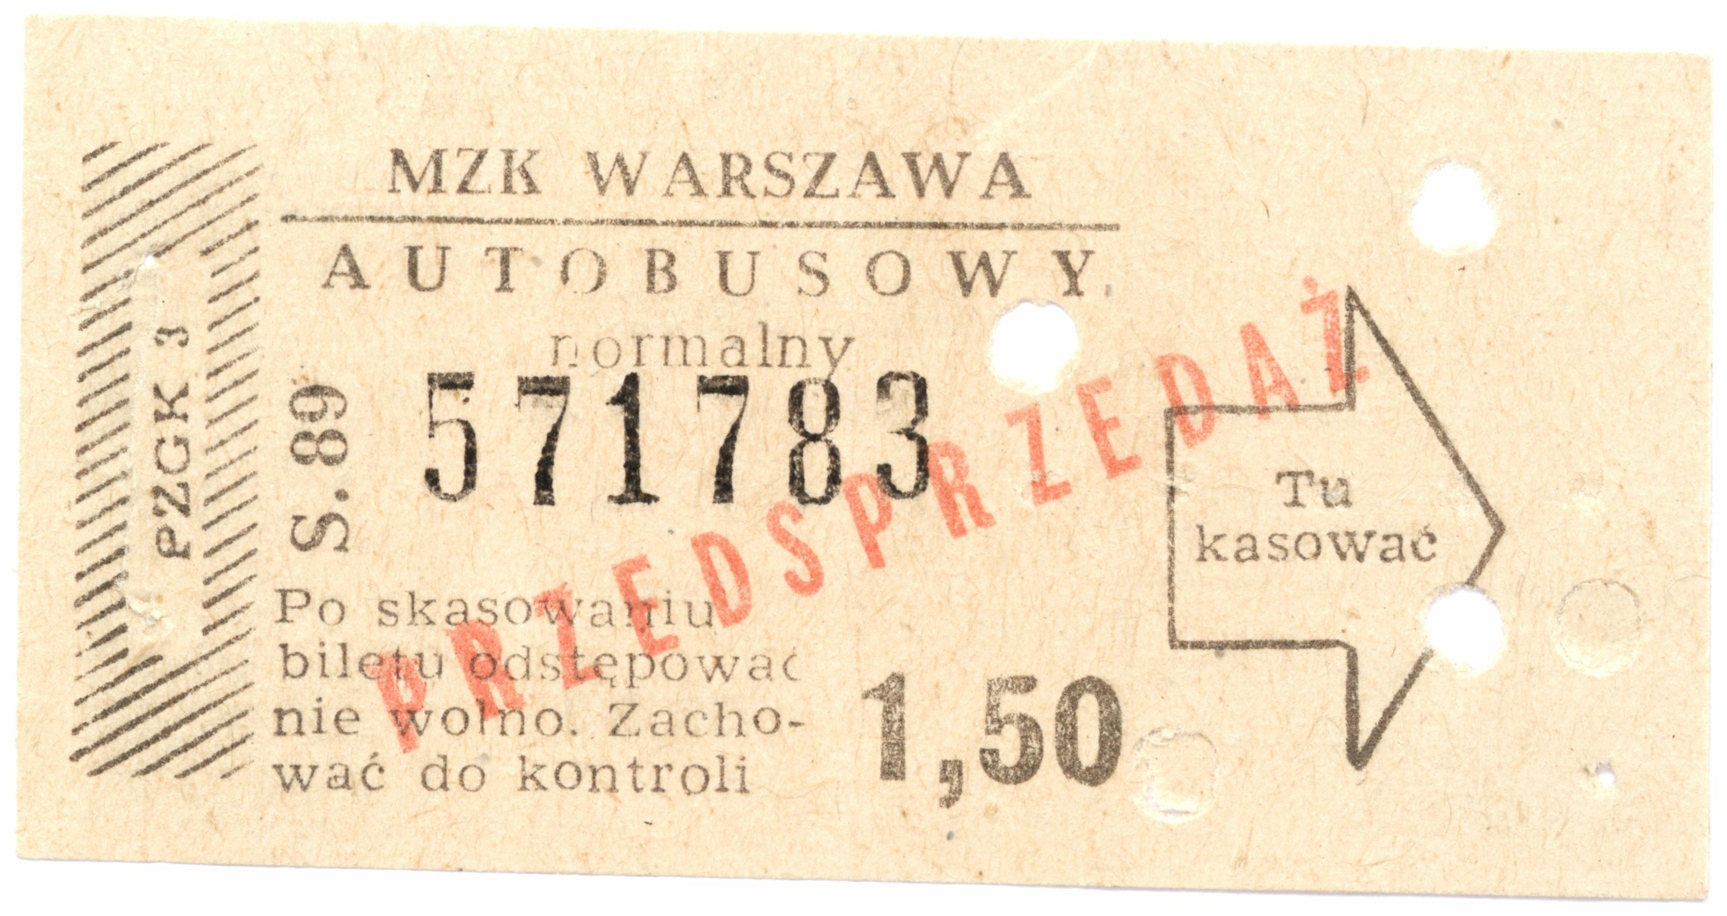 MZK WARSZAWA
AUTOBUSOWY
normalny
571783
PZGK 3
S. 89
PRZEDSPRZEDAŻ
Po skasowaniu
biletu odstępować
nie wolno. Zacho-
wać do kontroli
1,50
Tu
kasować